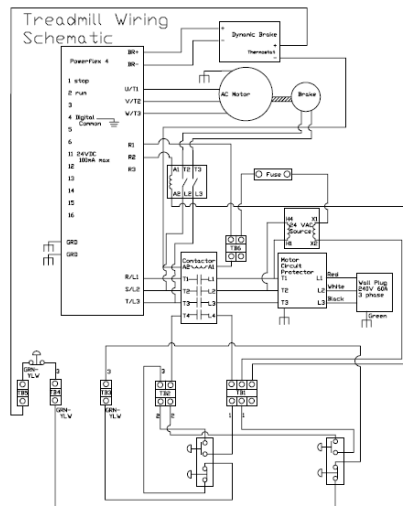 Treadmill Wiring
Schematic
Powerflex 4
BR+
BR-
Dynamic Brake
Thermostat
+
-
+
-
1 stop
2 run
3
4 Digital
Common
6
11 24VDC
100mA max
12
13
14
15
16
U/T1
V/T2
W/T3
R1
R2
R3
AC Motor
Brake
A1 T2 T3
A2 L2 L3
Fuse
GRD
GRD
R/L1
S/L2
T/L3
Contactor
A2 A1
T1 L1
T2 L2
T3 L3
T4 L4
TB6
H4 X1
24 VAC
Source
H1 X2
Motor
Circuit
Protector
T1 L1
T2 L2
T3 L3
Red
White
Black
Wall Plug
240V 60A
3 phase
Green
GRN-
YLW
TB5
3
TB4
GRN-
YLW
3
TB3
GRN-
YLW
3
TB2
2
2
TB1
1
1